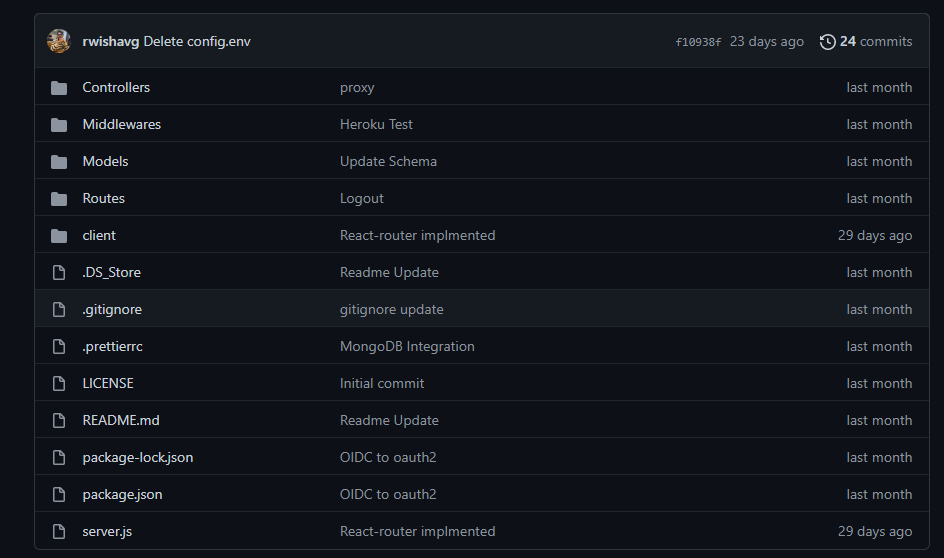 rwishavg Delete config.env f10938f 23 days ago 24 commits
Controllers proxy last month
Middlewares Heroku Test last month
Models Update Schema last month
Routes Logout last month
client React-router implmented 29 days ago
.DS_Store Readme Update last month
.gitignore gitignore update last month
.prettierrc MongoDB Integration last month
LICENSE Initial commit last month
README.md Readme Update last month
package-lock.json OIDC to oauth2 last month
package.json OIDC to oauth2 last month
server.js React-router implmented 29 days ago